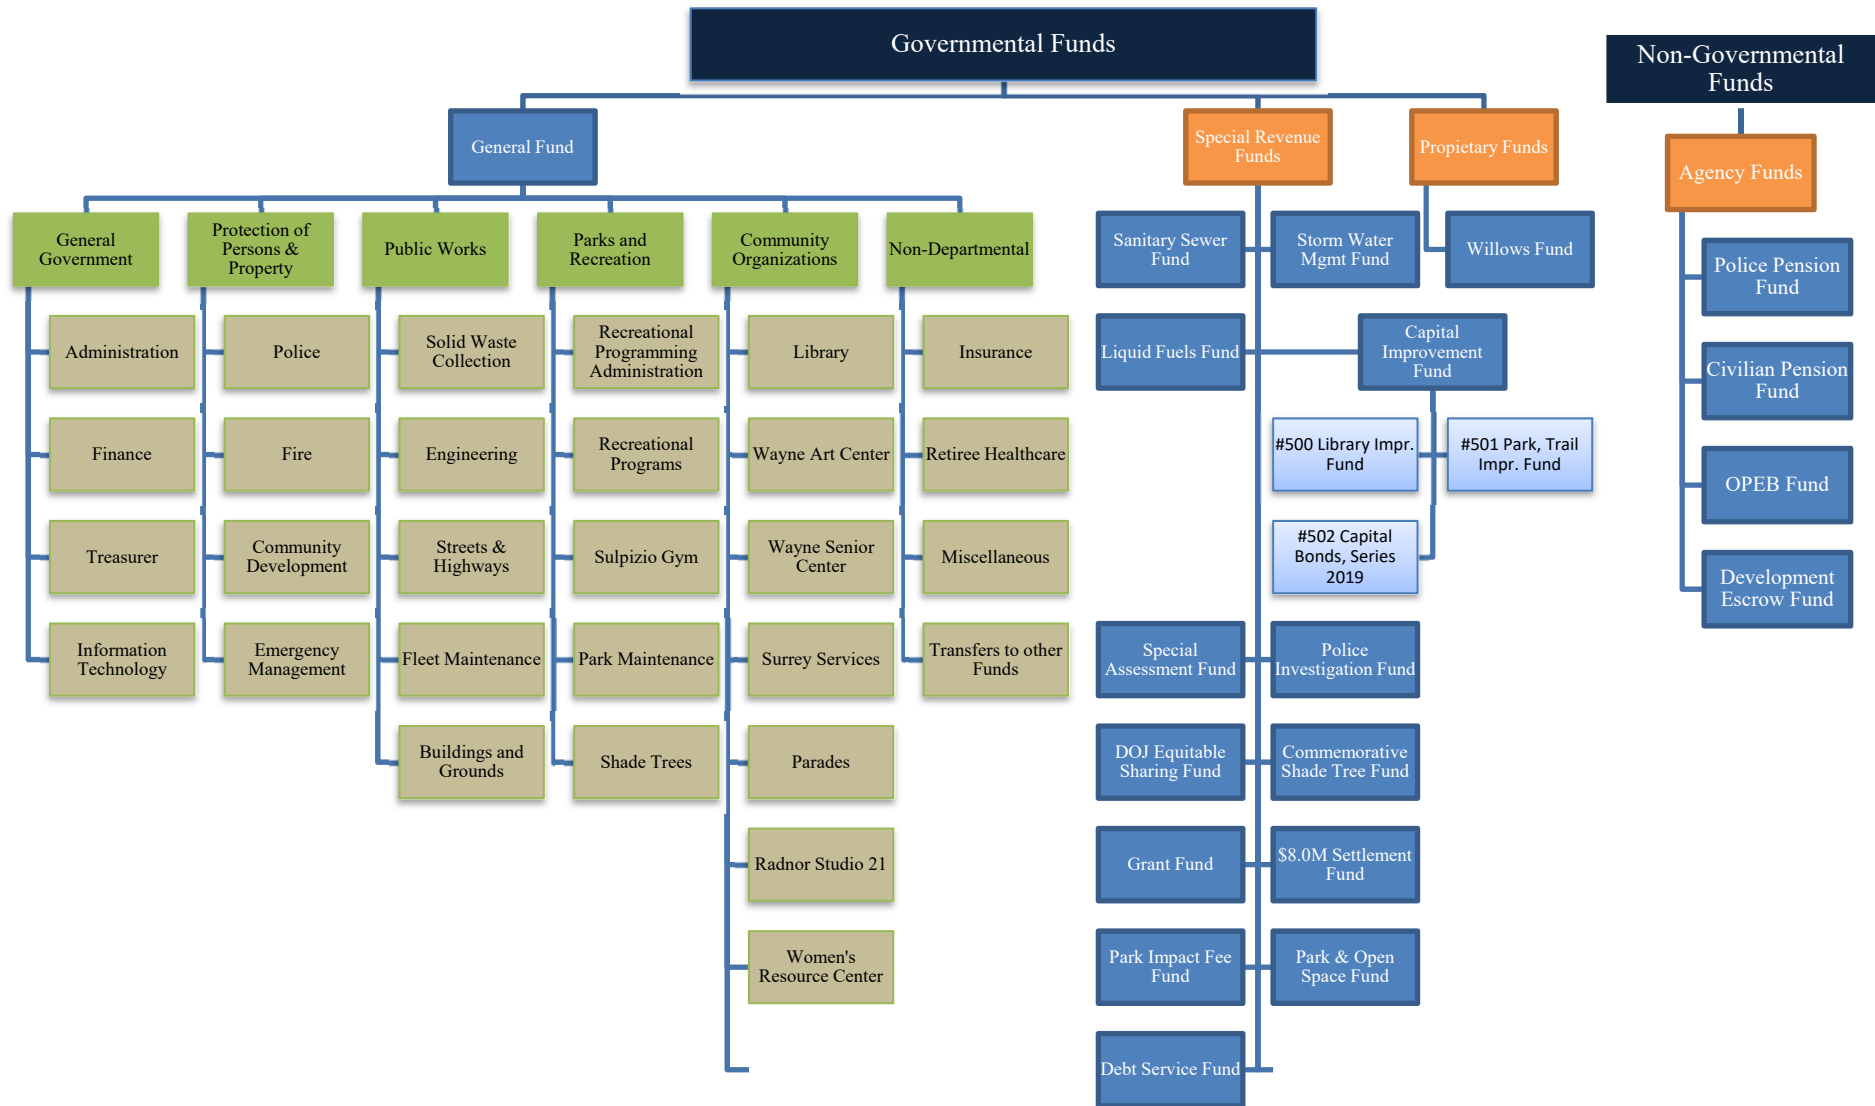 Governmental Funds
Non-Governmental
Funds
General Fund
Special Revenue
Funds
Propietary Funds
Agency Funds
General
Government
Protection of
Persons &
Property
Public Works
Parks and
Recreation
Community
Organizations
Non-Departmental
Sanitary Sewer
Fund
Storm Water
Mgmt Fund
Willows Fund
Police Pension
Fund
Administration
Police
Solid Waste
Collection
Recreational
Programming
Administration
Library
Insurance
Liquid Fuels Fund
Capital
Improvement
Fund
Civilian Pension
Fund
Finance
Fire
Engineering
Recreational
Programs
Wayne Art Center
Retiree Healthcare
#500 Library Impr.
Fund
#501 Park, Trail
Impr. Fund
OPEB Fund
Treasurer
Community
Development
Streets &
Highways
Sulpizio Gym
Wayne Senior
Center
Miscellaneous
#502 Capital
Bonds, Series
2019
Development
Escrow Fund
Information
Technology
Emergency
Management
Fleet Maintenance
Park Maintenance
Surrey Services
Transfers to other
Funds
Special
Assessment Fund
Police
Investigation Fund
Buildings and
Grounds
Shade Trees
Parades
DOJ Equitable
Sharing Fund
Commemorative
Shade Tree Fund
Radnor Studio 21
Grant Fund
$8.0M Settlement
Fund
Women's
Resource Center
Park Impact Fee
Fund
Park & Open
Space Fund
Debt Service Fund